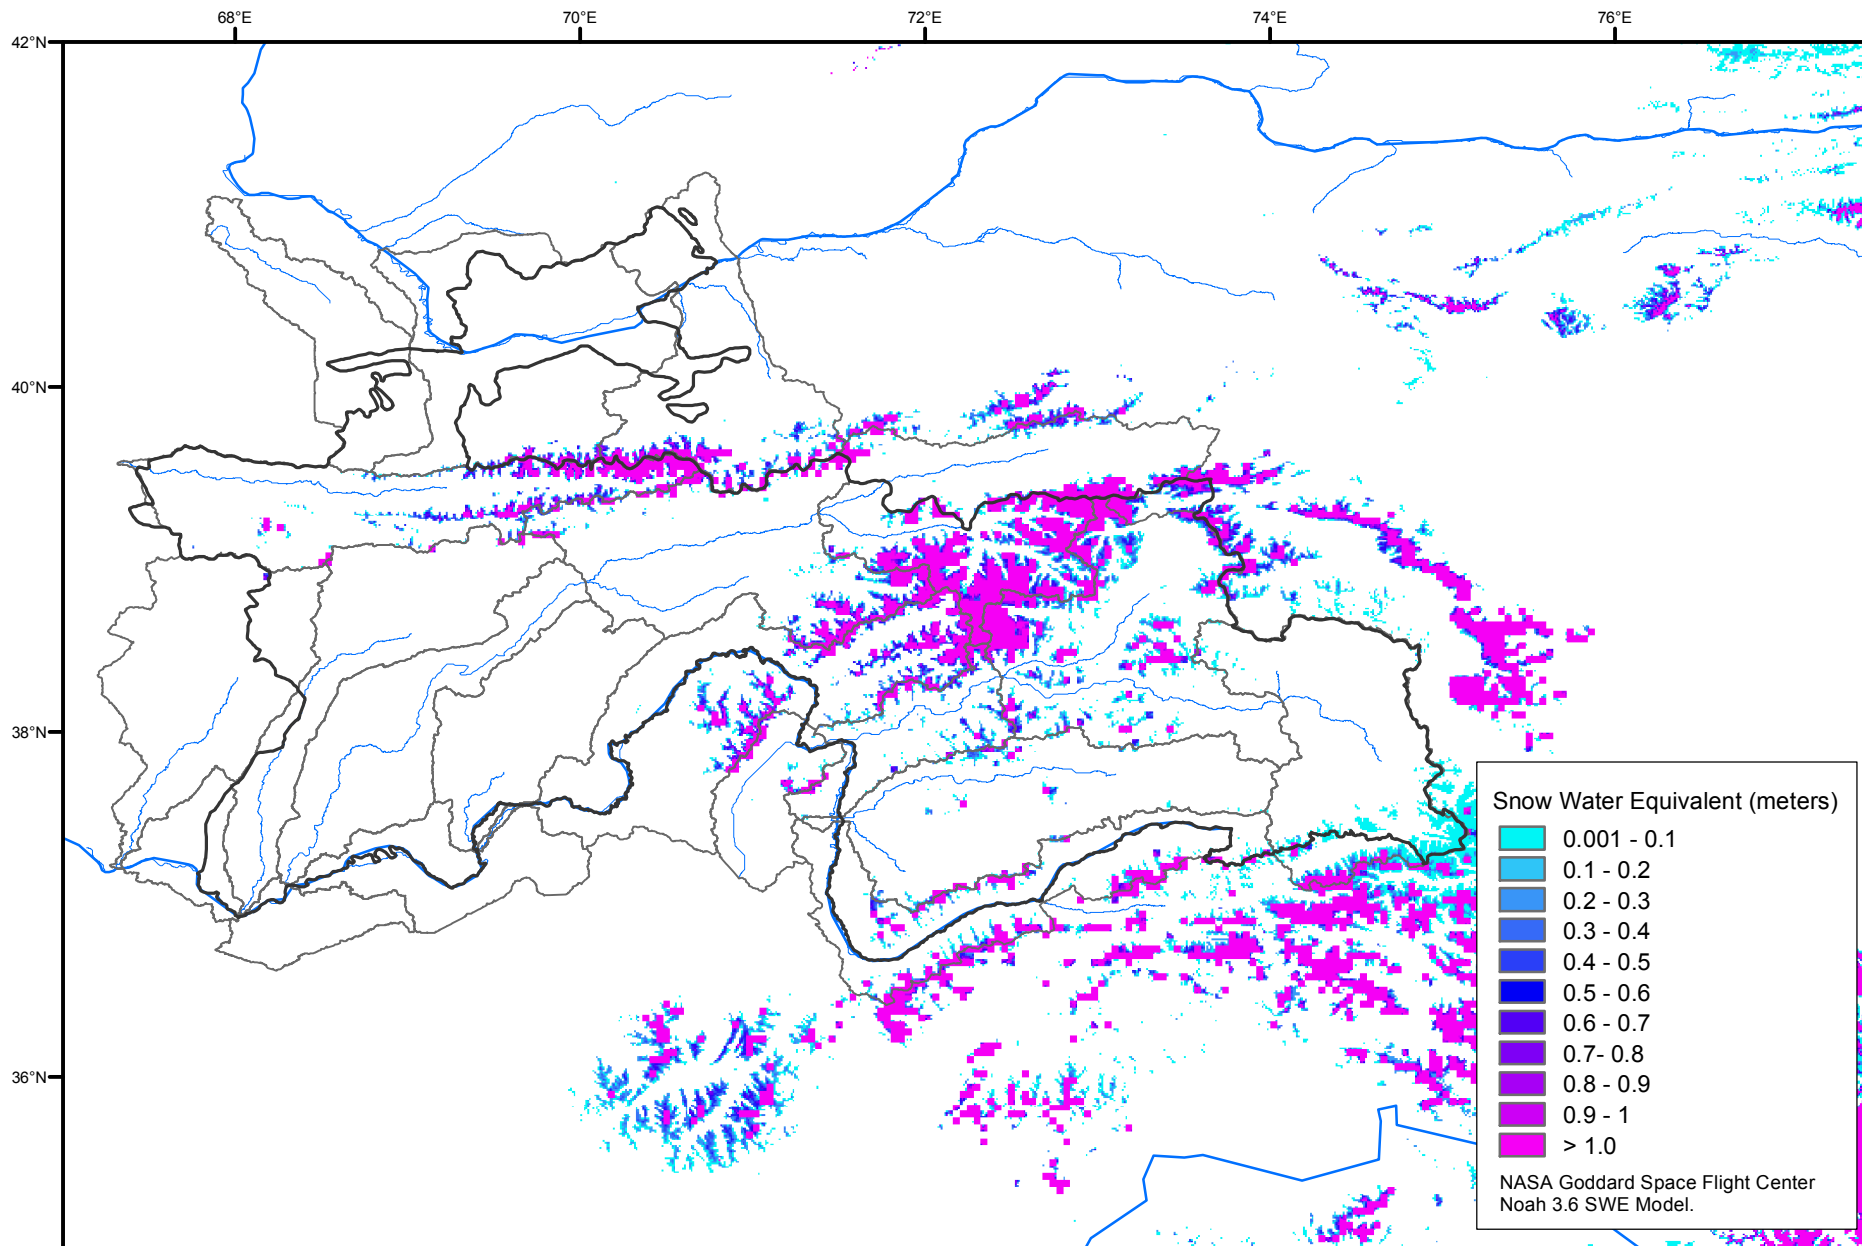 68°E 70°E 72°E 74°E 76°E
42°N
40°N
38°N
36°N
Snow Water Equivalent (meters)
0.001 - 0.1
0.1 - 0.2
0.2 - 0.3
0.3 - 0.4
0.4 - 0.5
0.5 - 0.6
0.6 - 0.7
0.7- 0.8
0.8 - 0.9
0.9 - 1
> 1.0
NASA Goddard Space Flight Center
Noah 3.6 SWE Model.